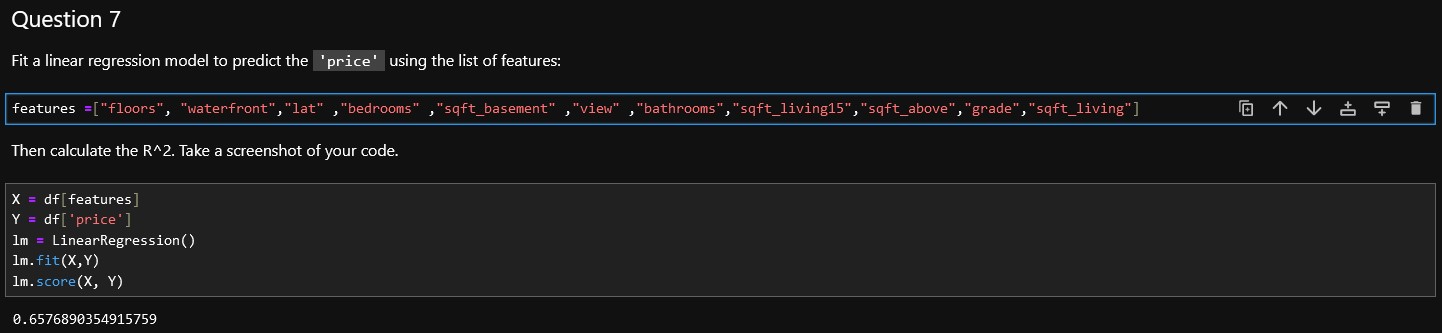 Question 7
Fit a linear regression model to predict the 'price' using the list of features:
features =["floors", "waterfront","lat" ,"bedrooms" ,"sqft_basement" ,"view" ,"bathrooms","sqft_living15","sqft_above","grade","sqft_living"]
Then calculate the R^2. Take a screenshot of your code.
X = df[features]
Y = df['price']
lm = LinearRegression()
lm.fit(X,Y)
lm.score(X, Y)
0.6576890354915759